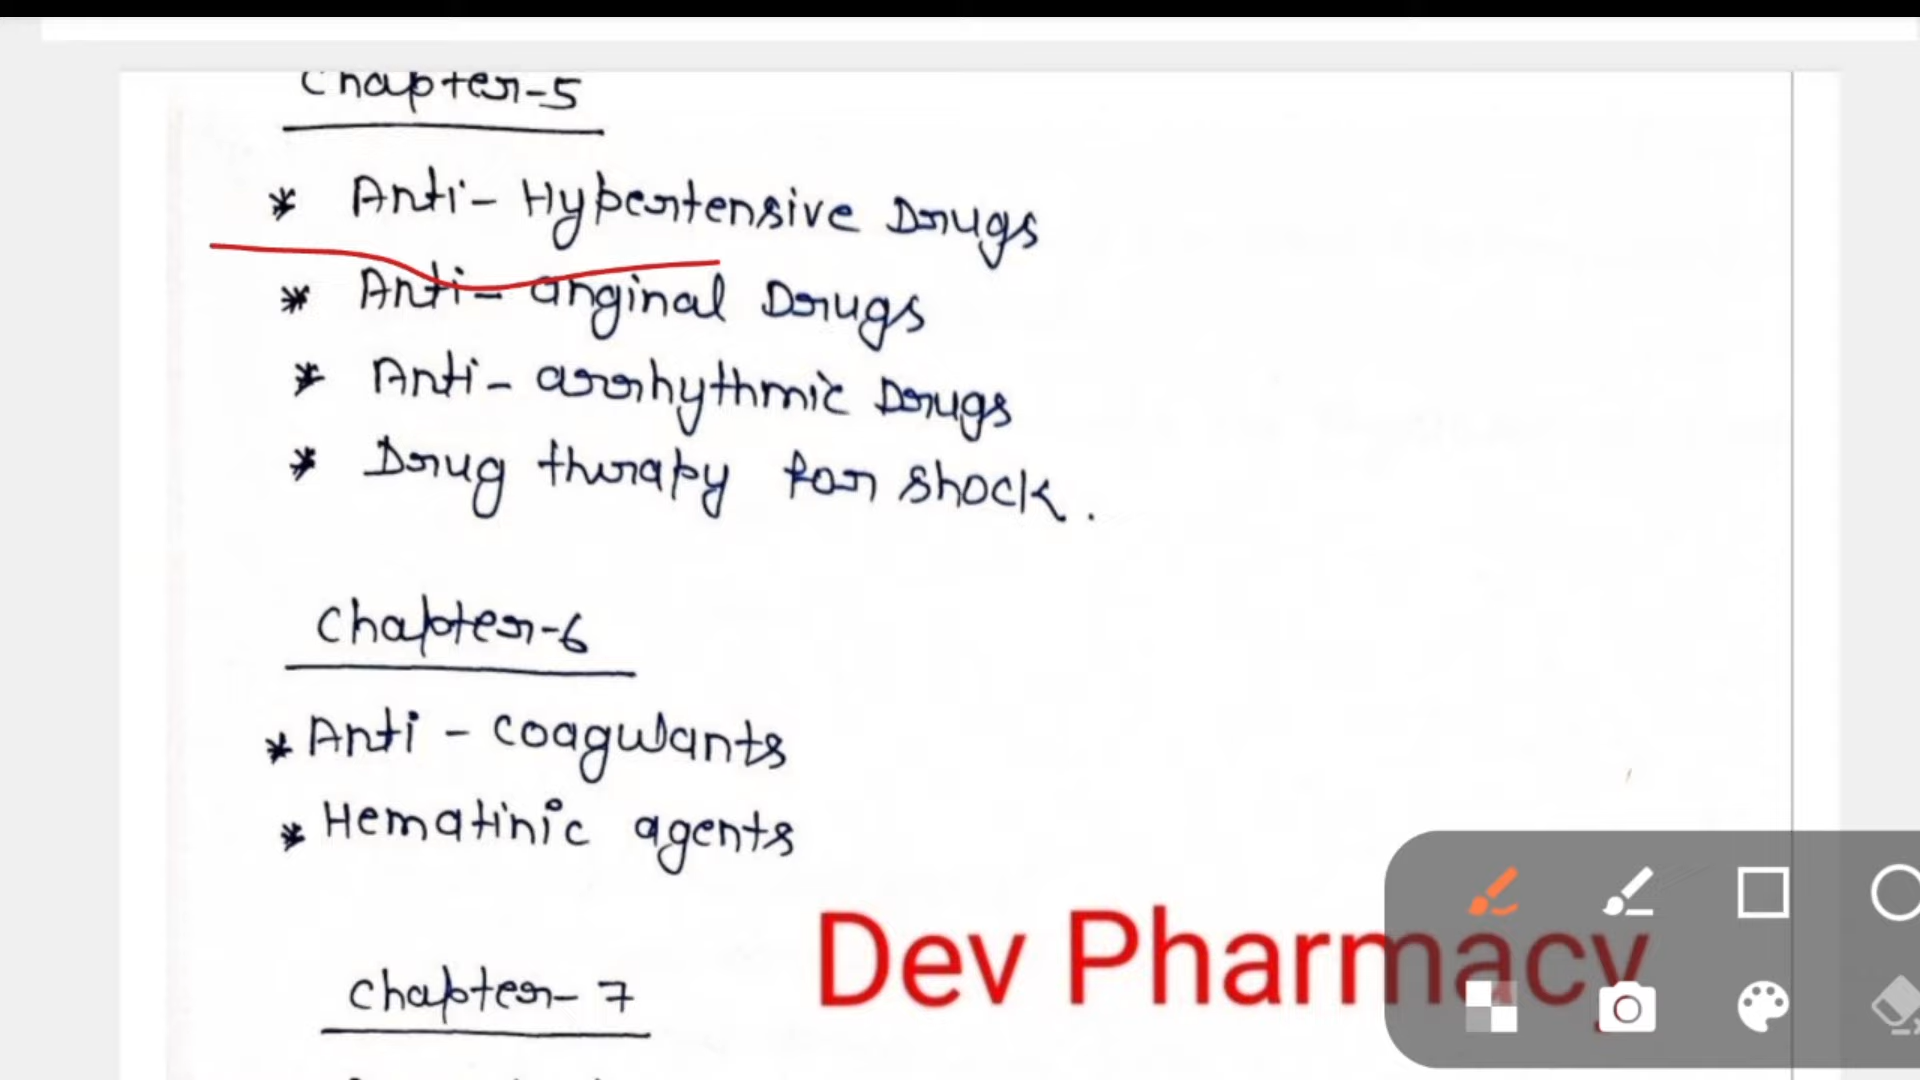 Chapter-5
* Anti-Hypertensive Drugs
* Anti-anginal Drugs
* Anti-arrhythmic Drugs
* Drug therapy for shock.
Chapter-6
* Anti-coagulants
* Hematinic agents
Chapter-7
Dev Pharmacy